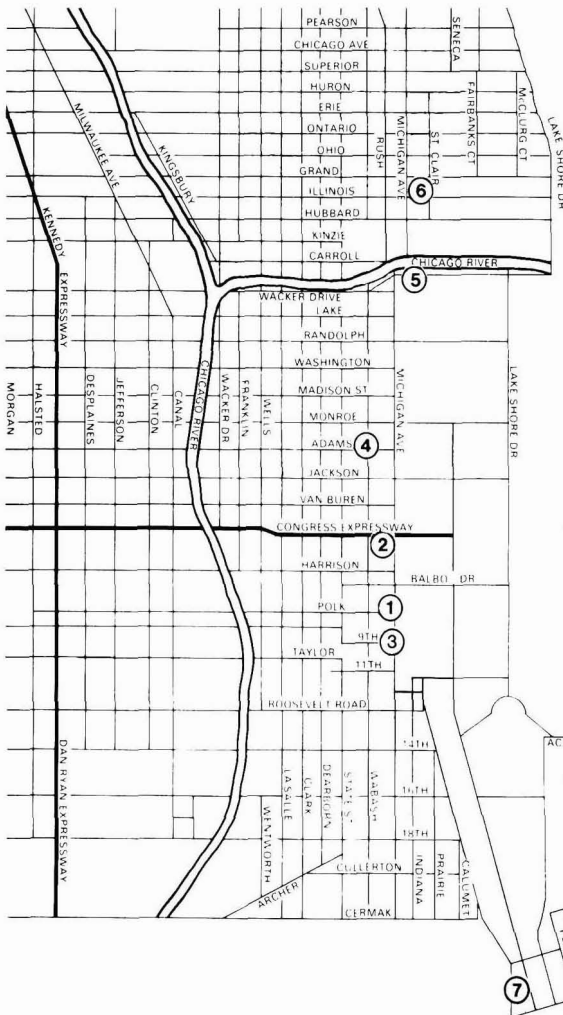 PEARSON
CHICAGO AVE
SUPERIOR
HURON
ERIE
ONTARIO
OHIO
GRAND
ILLINOIS
HUBBARD
KINZIE
CARROLL
SENECA
FAIRBANKS CT
McCLURG CT
LAKE SHORE DR
RUSH
MICHIGAN AVE
ST. CLAIR
6
MILWAUKEE AVE
KINGSBURY
KENNEDY EXPRESSWAY
CHICAGO RIVER
5
WACKER DRIVE
LAKE
RANDOLPH
WASHINGTON
MADISON ST
MONROE
ADAMS
4
JACKSON
VAN BUREN
MORGAN
HALSTED
DESPLAINES
JEFFERSON
CLINTON
CANAL
CHICAGO RIVER
WACKER DR
FRANKLIN
WELLS
MICHIGAN AVE
LAKE SHORE DR
CONGRESS EXPRESSWAY
2
HARRISON
BALBO DR
POLK
1
9TH
3
TAYLOR
11TH
ROOSEVELT ROAD
14TH
AC
16TH
18TH
DAN RYAN EXPRESSWAY
WENTWORTH
LA SALLE
CLARK
DEARBORN
STATE ST
WABASH
INDIANA
PRAIRIE
CALUMET
CULLERTON
ARCHER
CERMAK
7